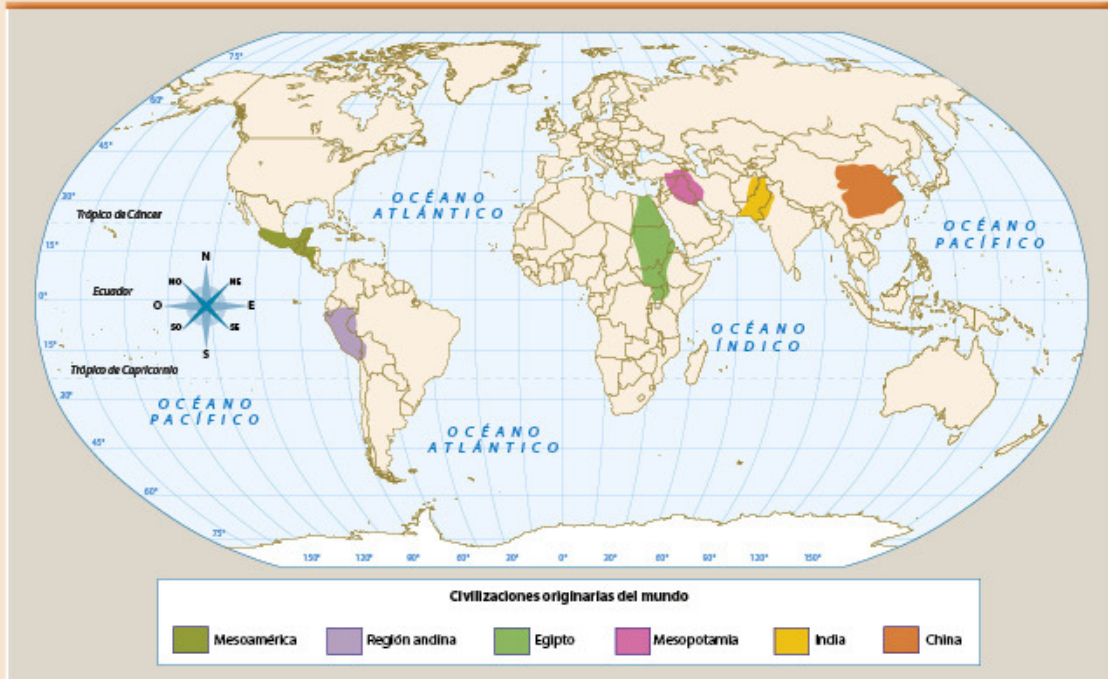 75°
60°
45°
30°
Trópico de Cáncer
15°
Ecuador
0°
15°
Trópico de Capricornio
30°
45°
60°
75°
N
NO
NE
O
E
SO
SE
S
OCÉANO
ATLÁNTICO
OCÉANO
PACÍFICO
OCÉANO
ÍNDICO
OCÉANO
PACÍFICO
OCÉANO
ATLÁNTICO
150° 120° 90° 60° 20° 0° 20° 60° 90° 120° 150°
Civilizaciones originarias del mundo
Mesoamérica Región andina Egipto Mesopotamia India China